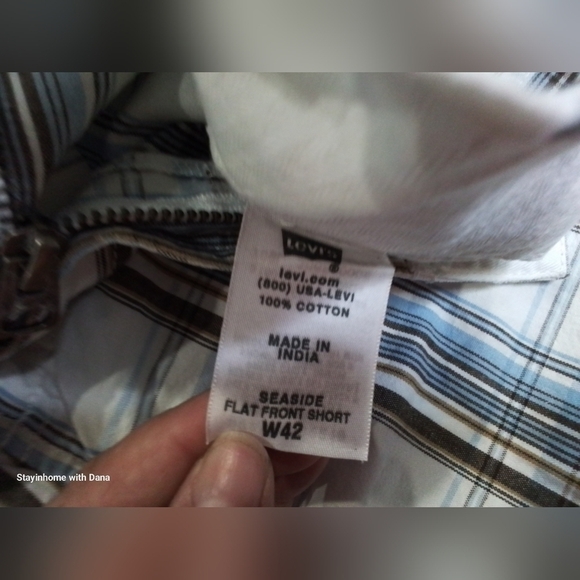 Levi's®
levi.com
(800) USA-LEVI
100% COTTON
MADE IN
INDIA
SEASIDE
FLAT FRONT SHORT
W42
Stayinhome with Dana